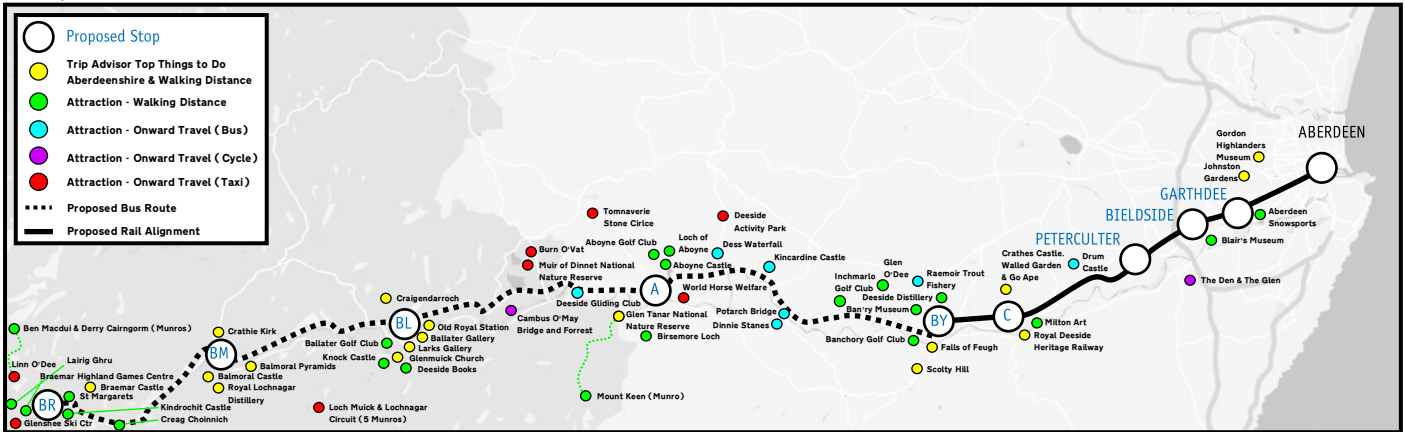 Proposed Stop
Trip Advisor Top Things to Do
Aberdeenshire & Walking Distance
Attraction - Walking Distance
Attraction - Onward Travel (Bus)
Attraction - Onward Travel (Cycle)
Attraction - Onward Travel (Taxi)
Proposed Bus Route
Proposed Rail Alignment
Ben Macdui & Derry Cairngorm (Munros)
Lairig Ghru
Linn O'Dee
Braemar Highland Games Centre
Braemar Castle
St Margarets
BR
Kindrochit Castle
Creag Choinnich
Glenshee Ski Ctr
Crathie Kirk
BM
Balmoral Pyramids
Balmoral Castle
Royal Lochnagar
Distillery
Loch Muick & Lochnagar
Circuit (5 Munros)
Craigendarroch
BL
Old Royal Station
Ballater Gallery
Larks Gallery
Glenmuick Church
Deeside Books
Ballater Golf Club
Knock Castle
Burn O'Vat
Muir of Dinnet National
Nature Reserve
Cambus O'May
Bridge and Forrest
Deeside Gliding Club
Tomnaverie
Stone Cirlce
Aboyne Golf Club
Loch of
Aboyne
Aboyne Castle
A
World Horse Welfare
Glen Tanar National
Nature Reserve
Birsemore Loch
Mount Keen (Munro)
Deeside
Activity Park
Dess Waterfall
Kincardine Castle
Potarch Bridge
Dinnie Stanes
Inchmarlo
Golf Club
Glen
O'Dee
Raemoir Trout
Fishery
Deeside Distillery
Ban'ry Museum
Banchory Golf Club
BY
Falls of Feugh
Scolty Hill
Crathes Castle.
Walled Garden
& Go Ape
C
Milton Art
Royal Deeside
Heritage Railway
Drum
Castle
PETERCULTER
BIELDSIDE
GARTHDEE
ABERDEEN
Gordon
Highlanders
Museum
Johnston
Gardens
Aberdeen
Snowsports
Blair's Museum
The Den & The Glen